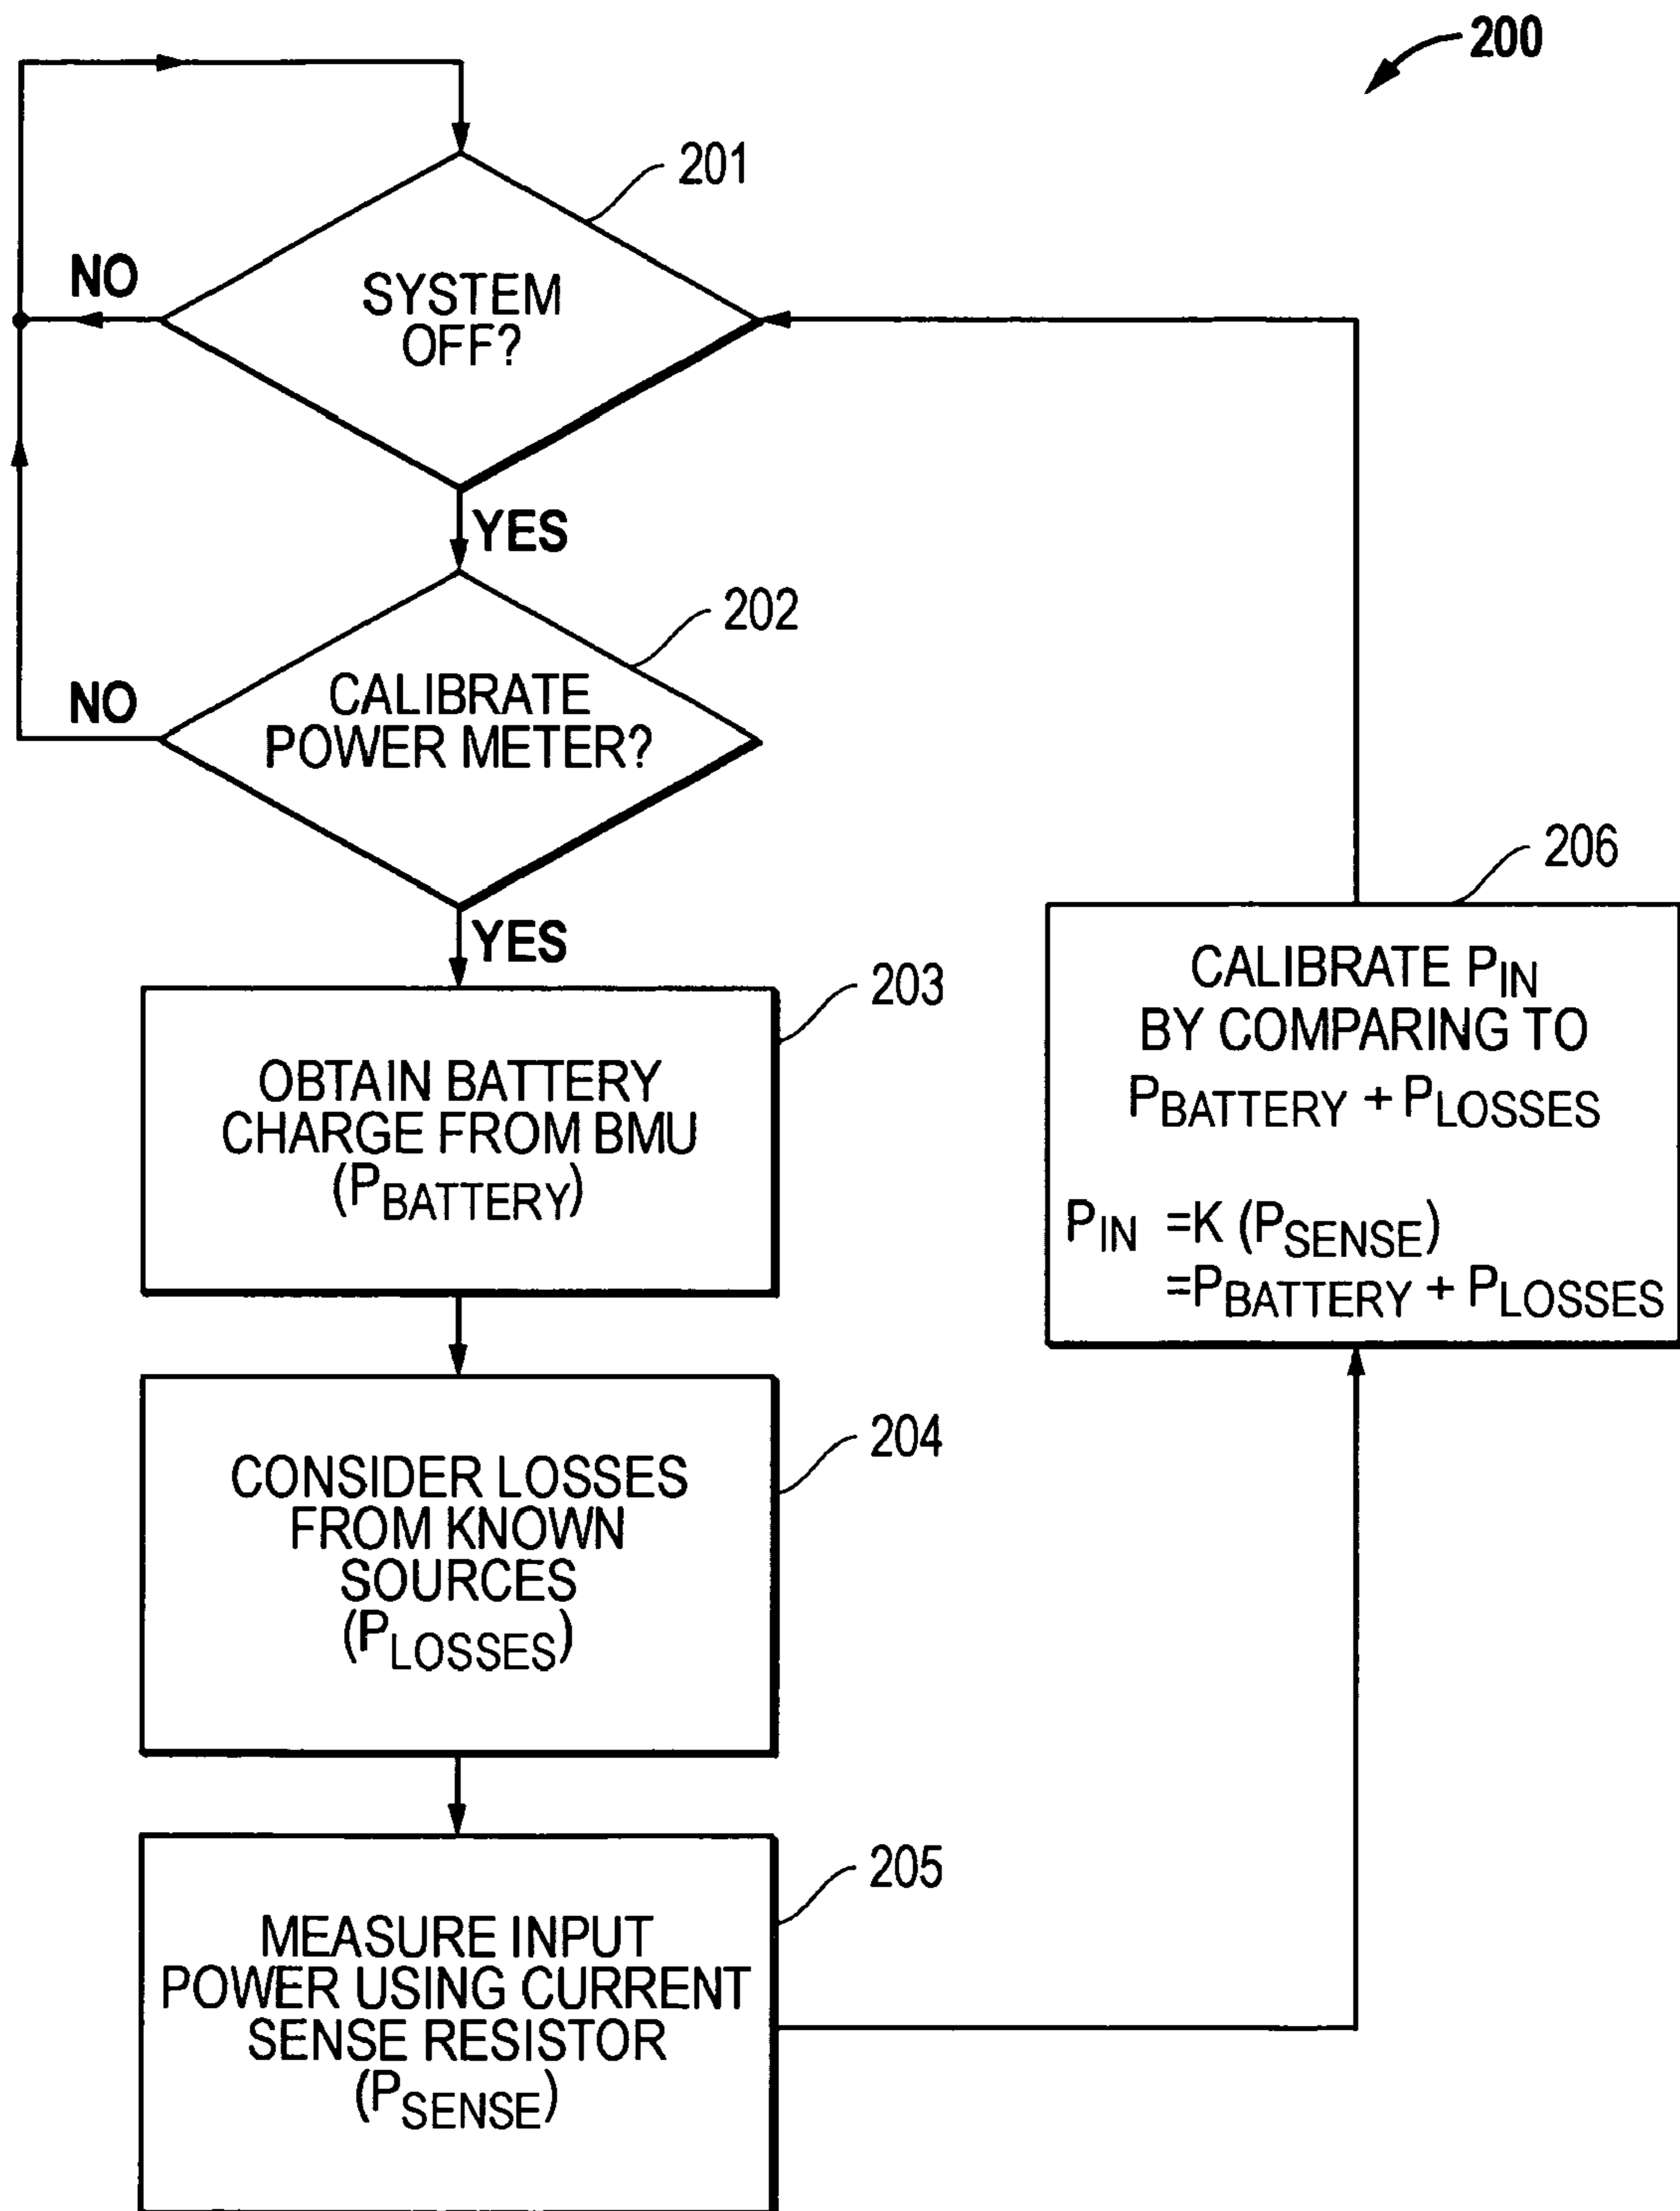 200
201
SYSTEM
OFF?
NO
YES
202
CALIBRATE
POWER METER?
NO
YES
203
OBTAIN BATTERY
CHARGE FROM BMU
(PBATTERY)
204
CONSIDER LOSSES
FROM KNOWN
SOURCES
(PLOSSES)
205
MEASURE INPUT
POWER USING CURRENT
SENSE RESISTOR
(PSENSE)
206
CALIBRATE PIN
BY COMPARING TO
PBATTERY + PLOSSES
PIN =K (PSENSE)
=PBATTERY + PLOSSES